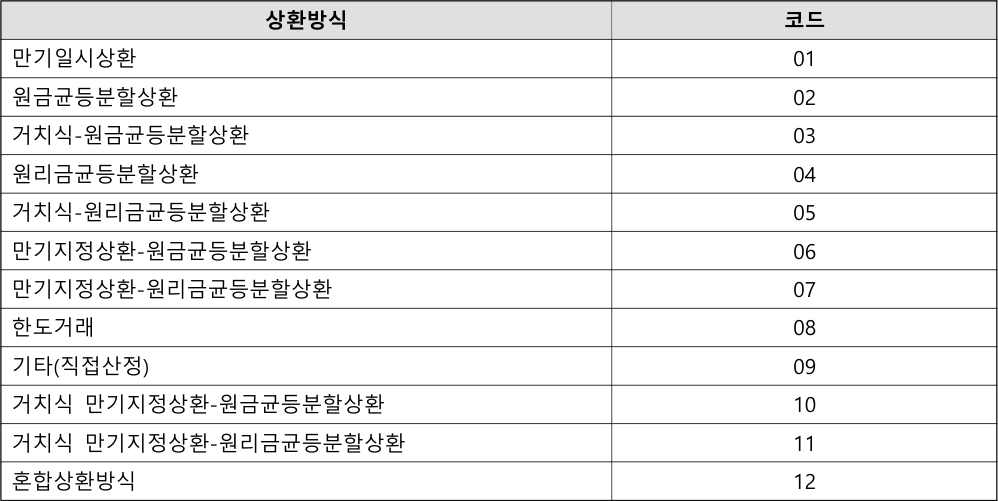 상환방식 코드
만기일시상환 01
원금균등분할상환 02
거치식-원금균등분할상환 03
원리금균등분할상환 04
거치식-원리금균등분할상환 05
만기지정상환-원금균등분할상환 06
만기지정상환-원리금균등분할상환 07
한도거래 08
기타(직접산정) 09
거치식 만기지정상환-원금균등분할상환 10
거치식 만기지정상환-원리금균등분할상환 11
혼합상환방식 12